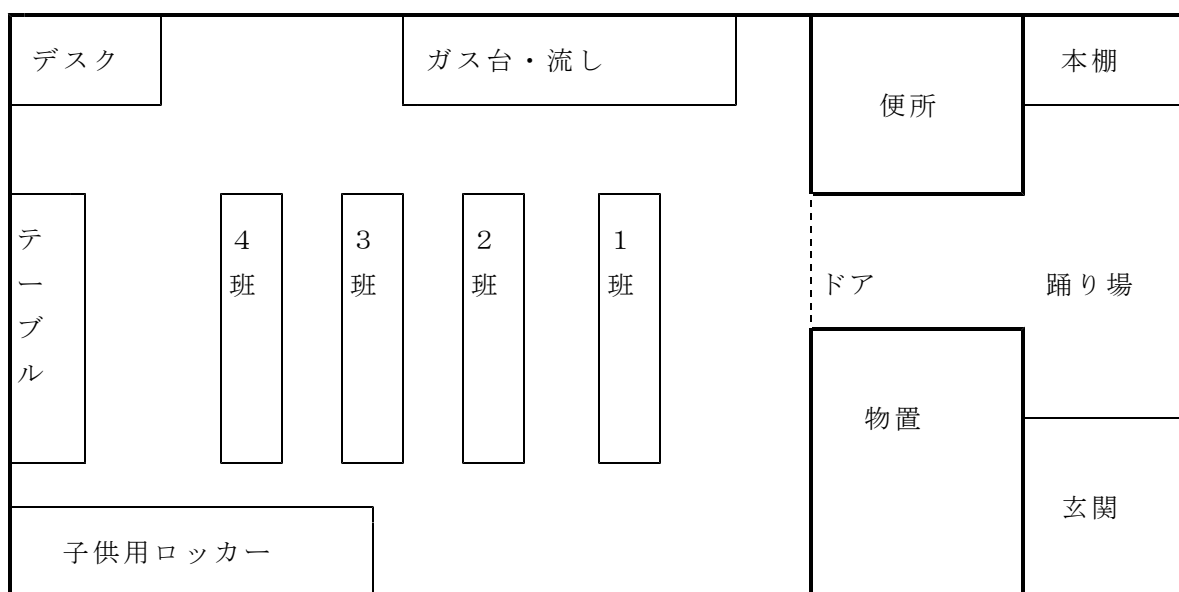 デスク
ガス台・流し
本棚
便所
テーブル
４班
３班
２班
１班
ドア
踊り場
物置
玄関
子供用ロッカー